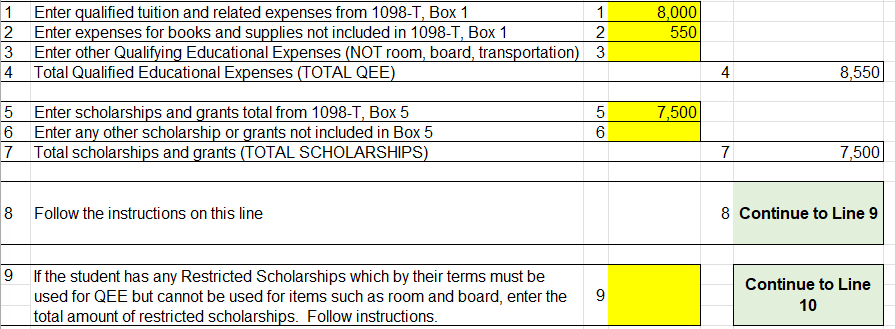 1 Enter qualified tuition and related expenses from 1098-T, Box 1 1 8,000
2 Enter expenses for books and supplies not included in 1098-T, Box 1 2 550
3 Enter other Qualifying Educational Expenses (NOT room, board, transportation) 3
4 Total Qualified Educational Expenses (TOTAL QEE) 4 8,550
5 Enter scholarships and grants total from 1098-T, Box 5 5 7,500
6 Enter any other scholarship or grants not included in Box 5 6
7 Total scholarships and grants (TOTAL SCHOLARSHIPS) 7 7,500
8 Follow the instructions on this line 8 Continue to Line 9
9 If the student has any Restricted Scholarships which by their terms must be
used for QEE but cannot be used for items such as room and board, enter the
total amount of restricted scholarships. Follow instructions.
9
Continue to Line
10